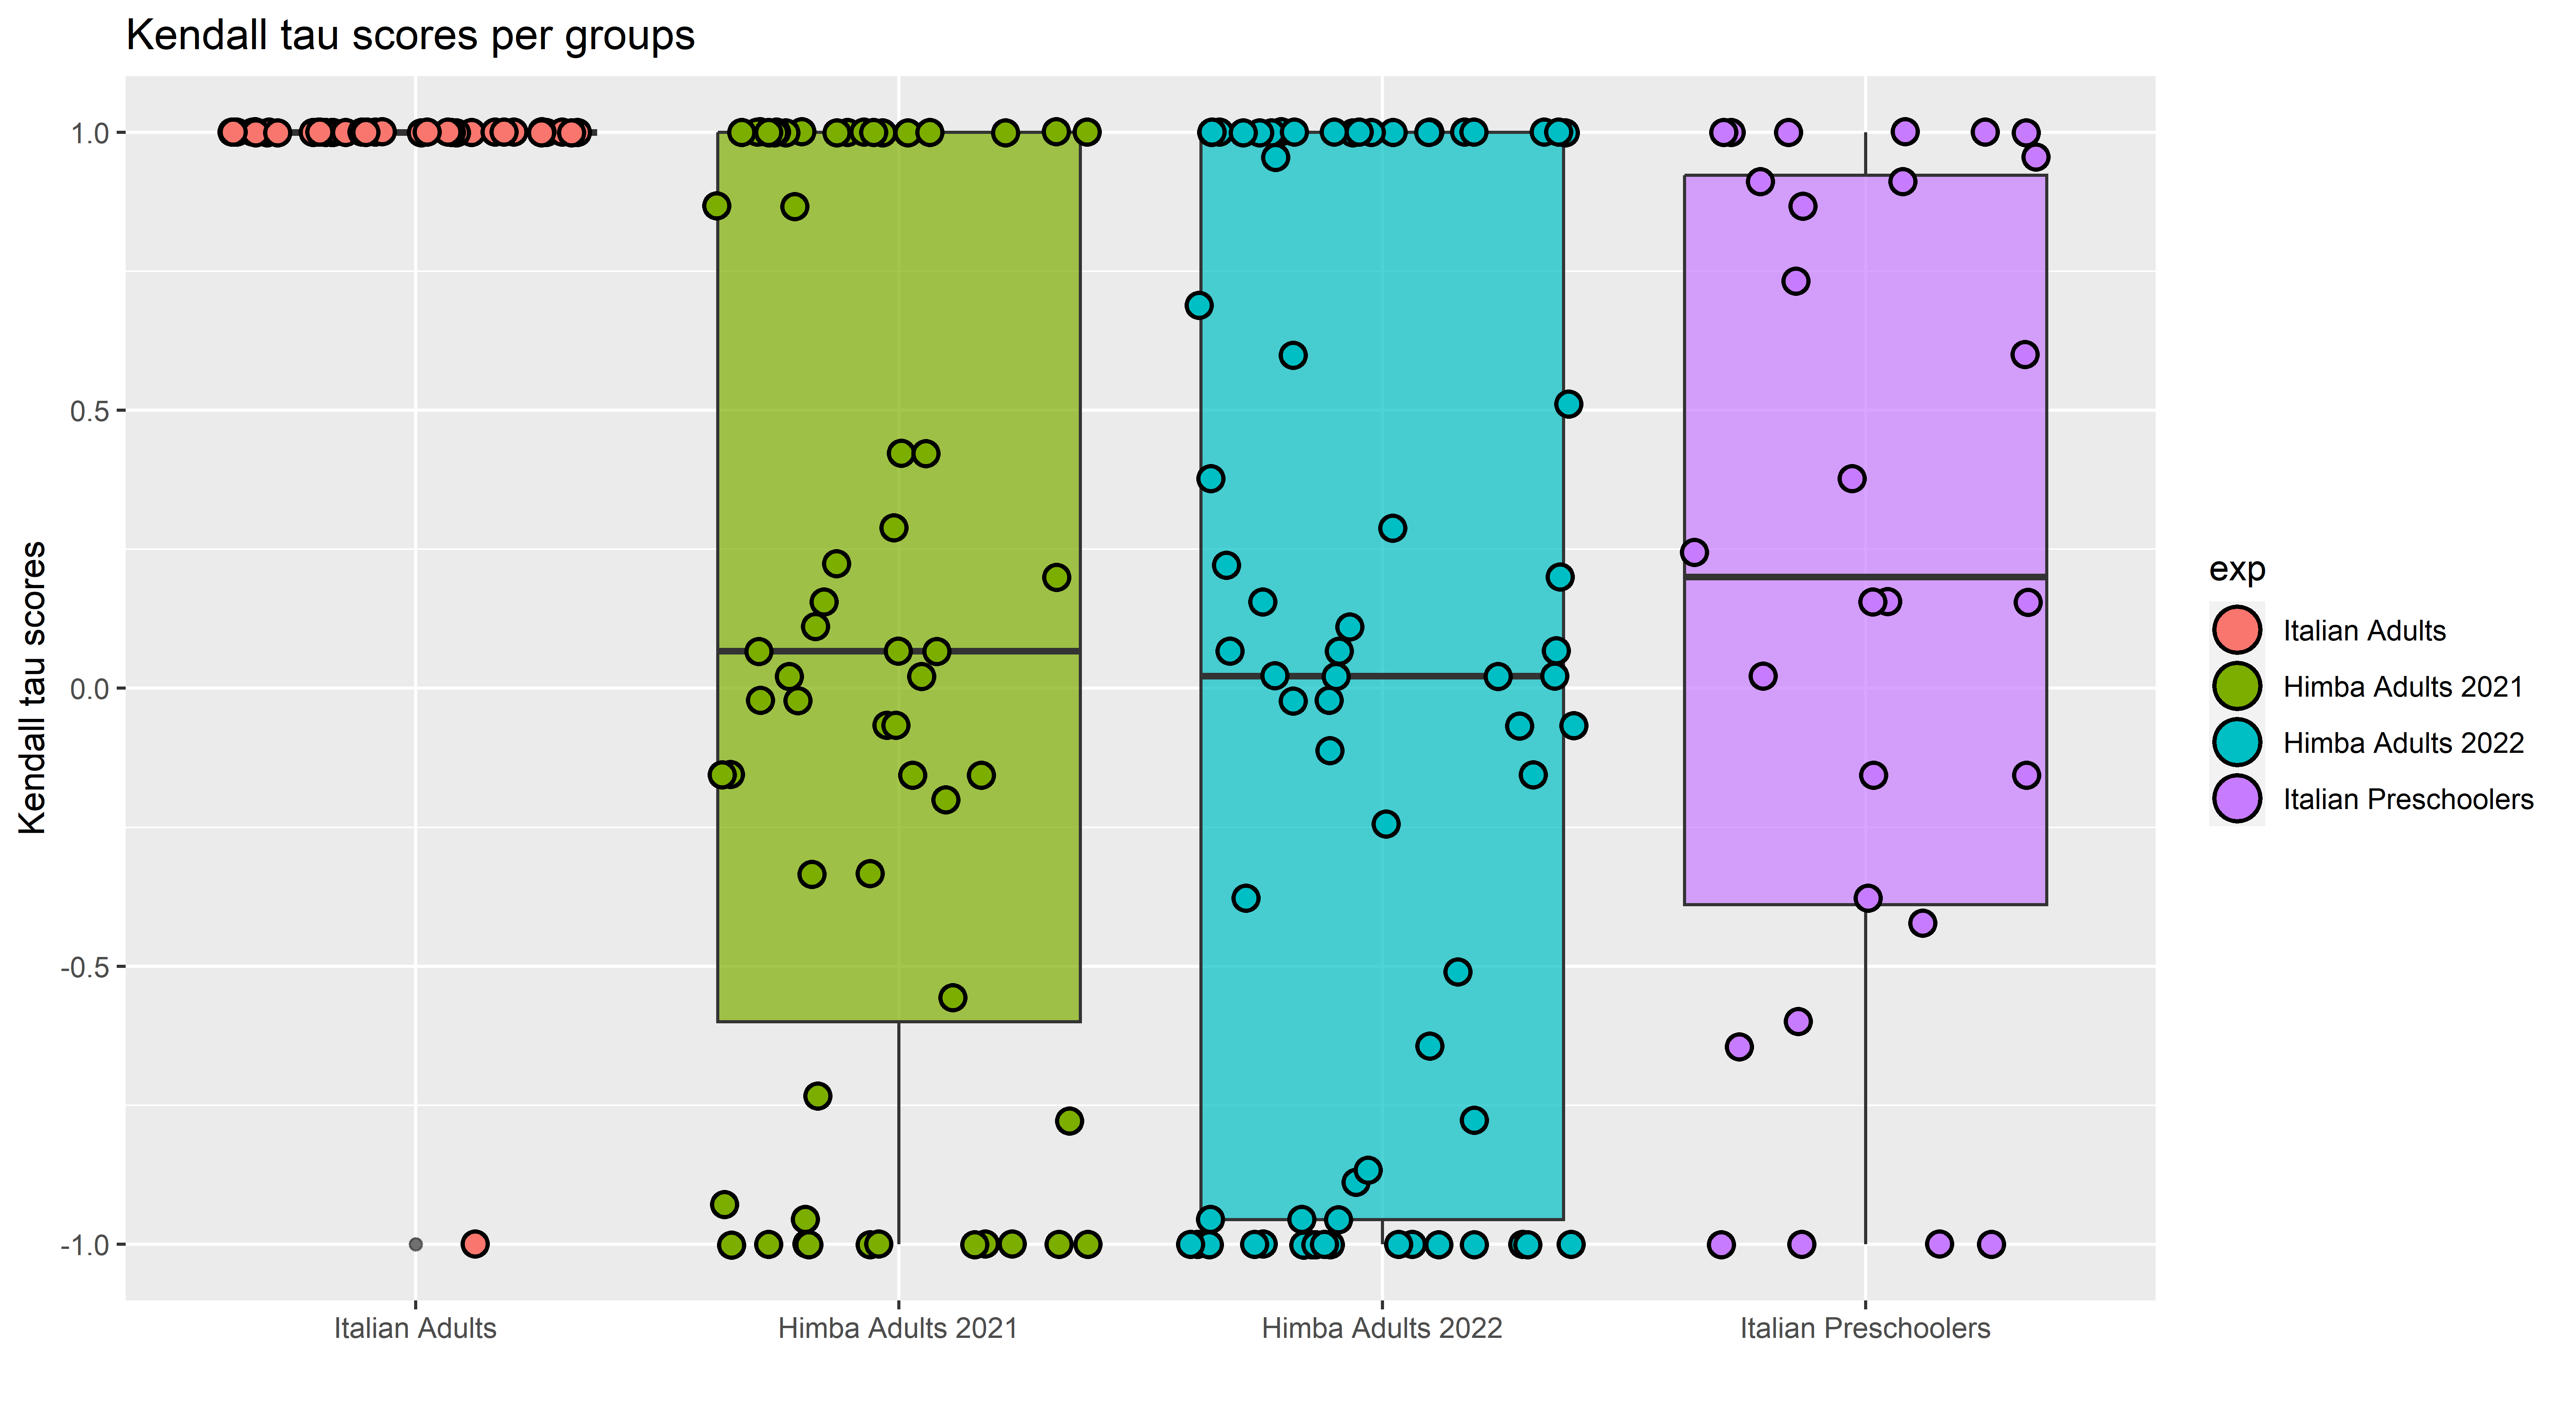 Kendall tau scores per groups
Kendall tau scores
1.0
0.5
0.0
-0.5
-1.0
Italian Adults
Himba Adults 2021
Himba Adults 2022
Italian Preschoolers
exp
Italian Adults
Himba Adults 2021
Himba Adults 2022
Italian Preschoolers